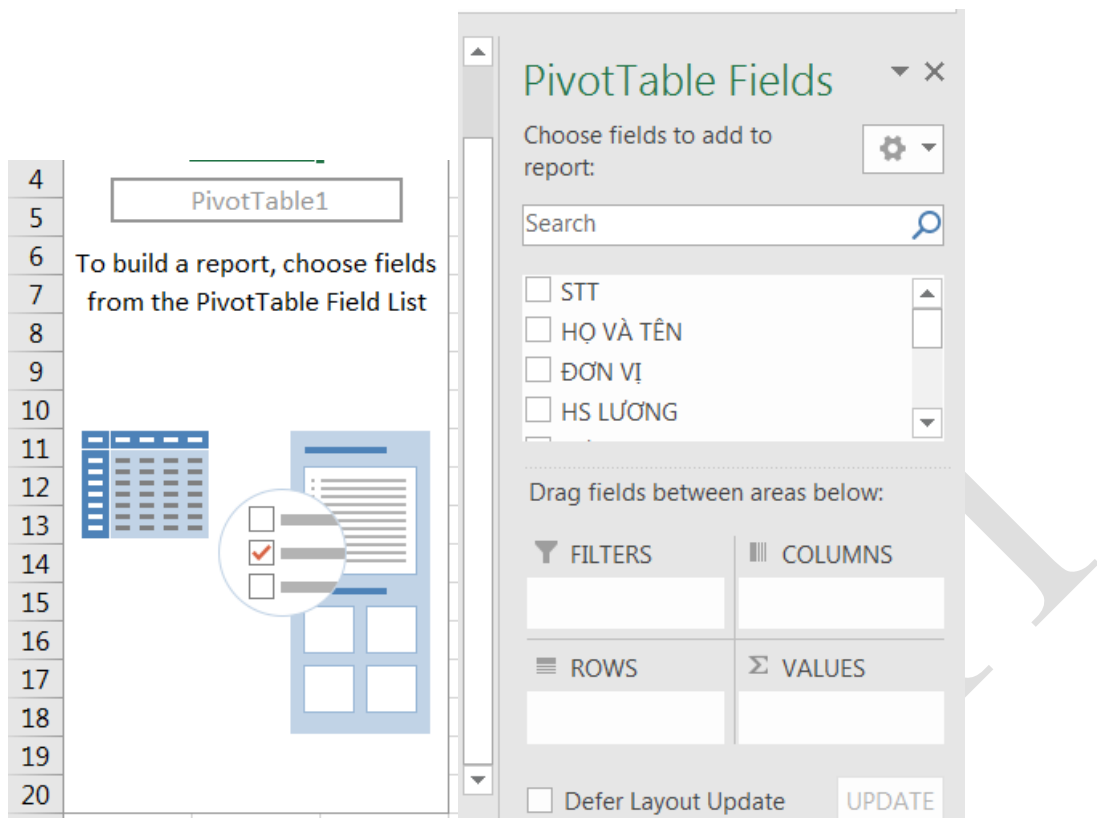 4
5
6
7
8
9
10
11
12
13
14
15
16
17
18
19
20
PivotTable1
To build a report, choose fields
from the PivotTable Field List
PivotTable Fields
Choose fields to add to
report:
Search
STT
HỌ VÀ TÊN
ĐƠN VỊ
HS LƯƠNG
Drag fields between areas below:
FILTERS
COLUMNS
ROWS
Σ VALUES
Defer Layout Update
UPDATE